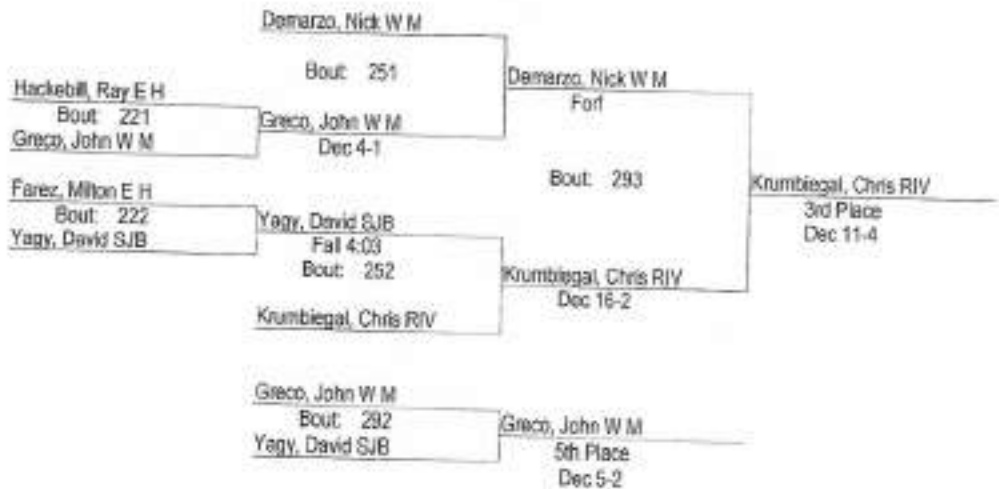 Demarzo, Nick W M
Bout: 251
Hackebill, Ray E H
Bout: 221
Greco, John W M
Greco, John W M
Dec 4-1
Demarzo, Nick W M
Forf
Farez, Milton E H
Bout: 222
Yagy, David SJB
Yagy, David SJB
Fall 4:03
Bout: 252
Krumbiegal, Chris RIV
Krumbiegal, Chris RIV
Dec 16-2
Bout: 293
Krumbiegal, Chris RIV
3rd Place
Dec 11-4
Greco, John W M
Bout: 292
Yagy, David SJB
Greco, John W M
5th Place
Dec 5-2